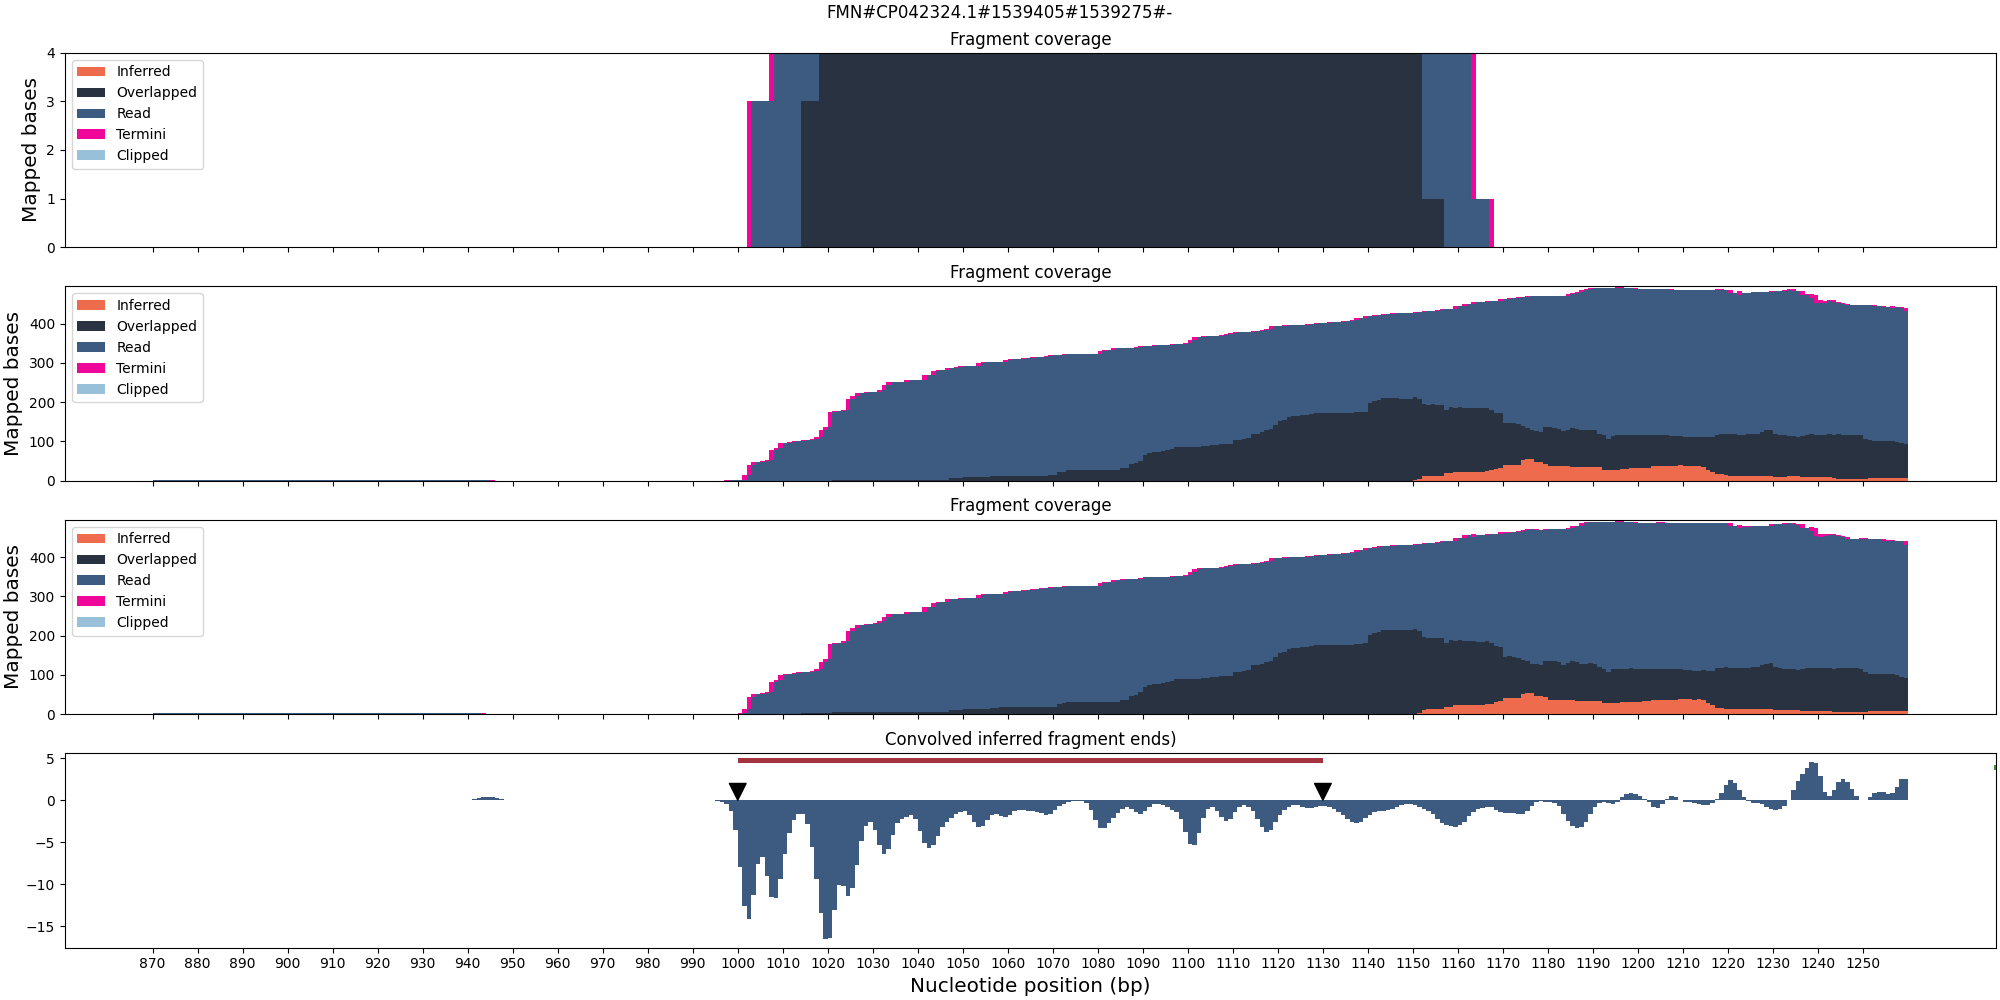 FMN#CP042324.1#1539405#1539275#-
Fragment coverage
Mapped bases
4
3
2
1
0
Inferred
Overlapped
Read
Termini
Clipped
Fragment coverage
Mapped bases
400
300
200
100
0
Inferred
Overlapped
Read
Termini
Clipped
Fragment coverage
Mapped bases
400
300
200
100
0
Inferred
Overlapped
Read
Termini
Clipped
Convolved inferred fragment ends)
5
0
−5
−10
−15
870 880 890 900 910 920 930 940 950 960 970 980 990 1000 1010 1020 1030 1040 1050 1060 1070 1080 1090 1100 1110 1120 1130 1140 1150 1160 1170 1180 1190 1200 1210 1220 1230 1240 1250
Nucleotide position (bp)